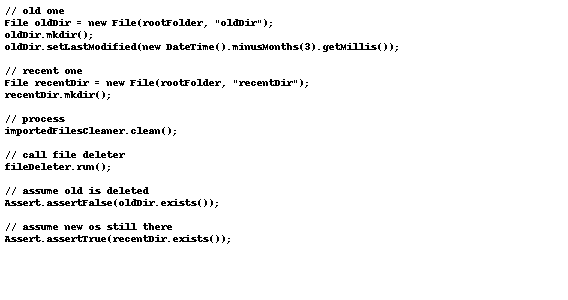 // old one
File oldDir = new File(rootFolder, "oldDir");
oldDir.mkdir();
oldDir.setLastModified(new DateTime().minusMonths(3).getMillis());
// recent one
File recentDir = new File(rootFolder, "recentDir");
recentDir.mkdir();
// process
importedFilesCleaner.clean();
// call file deleter
fileDeleter.run();
// assume old is deleted
Assert.assertFalse(oldDir.exists());
// assume new os still there
Assert.assertTrue(recentDir.exists());